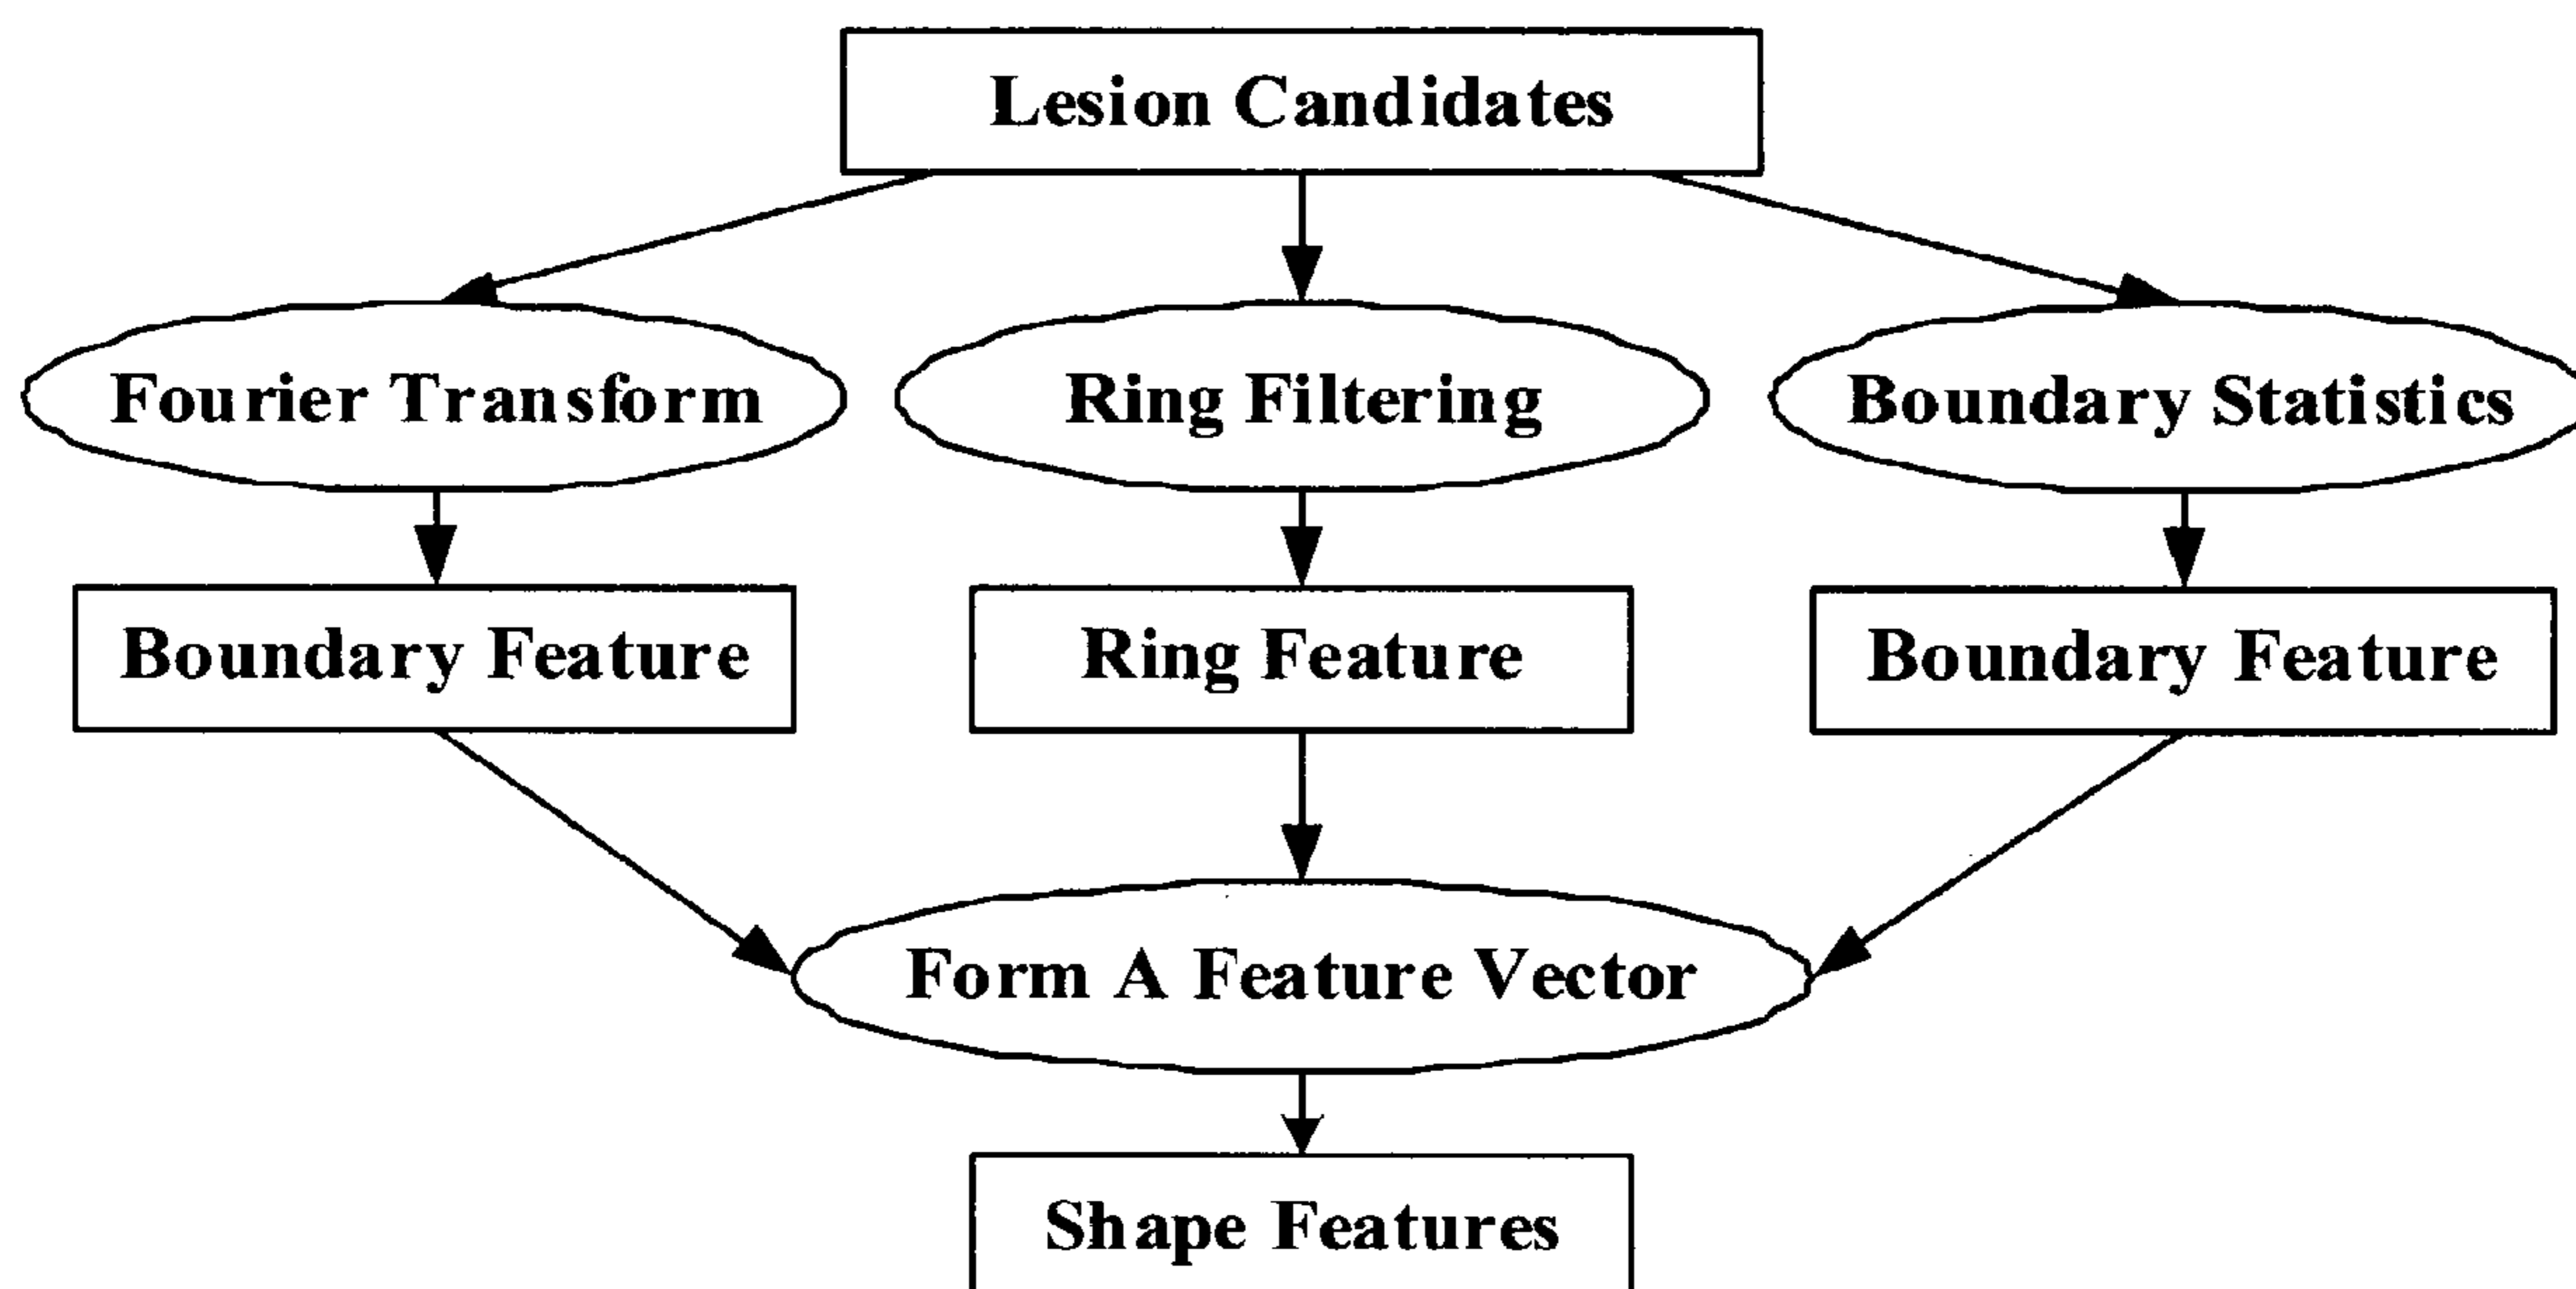 Lesion Candidates
Fourier Transform
Ring Filtering
Boundary Statistics
Boundary Feature
Ring Feature
Boundary Feature
Form A Feature Vector
Shape Features